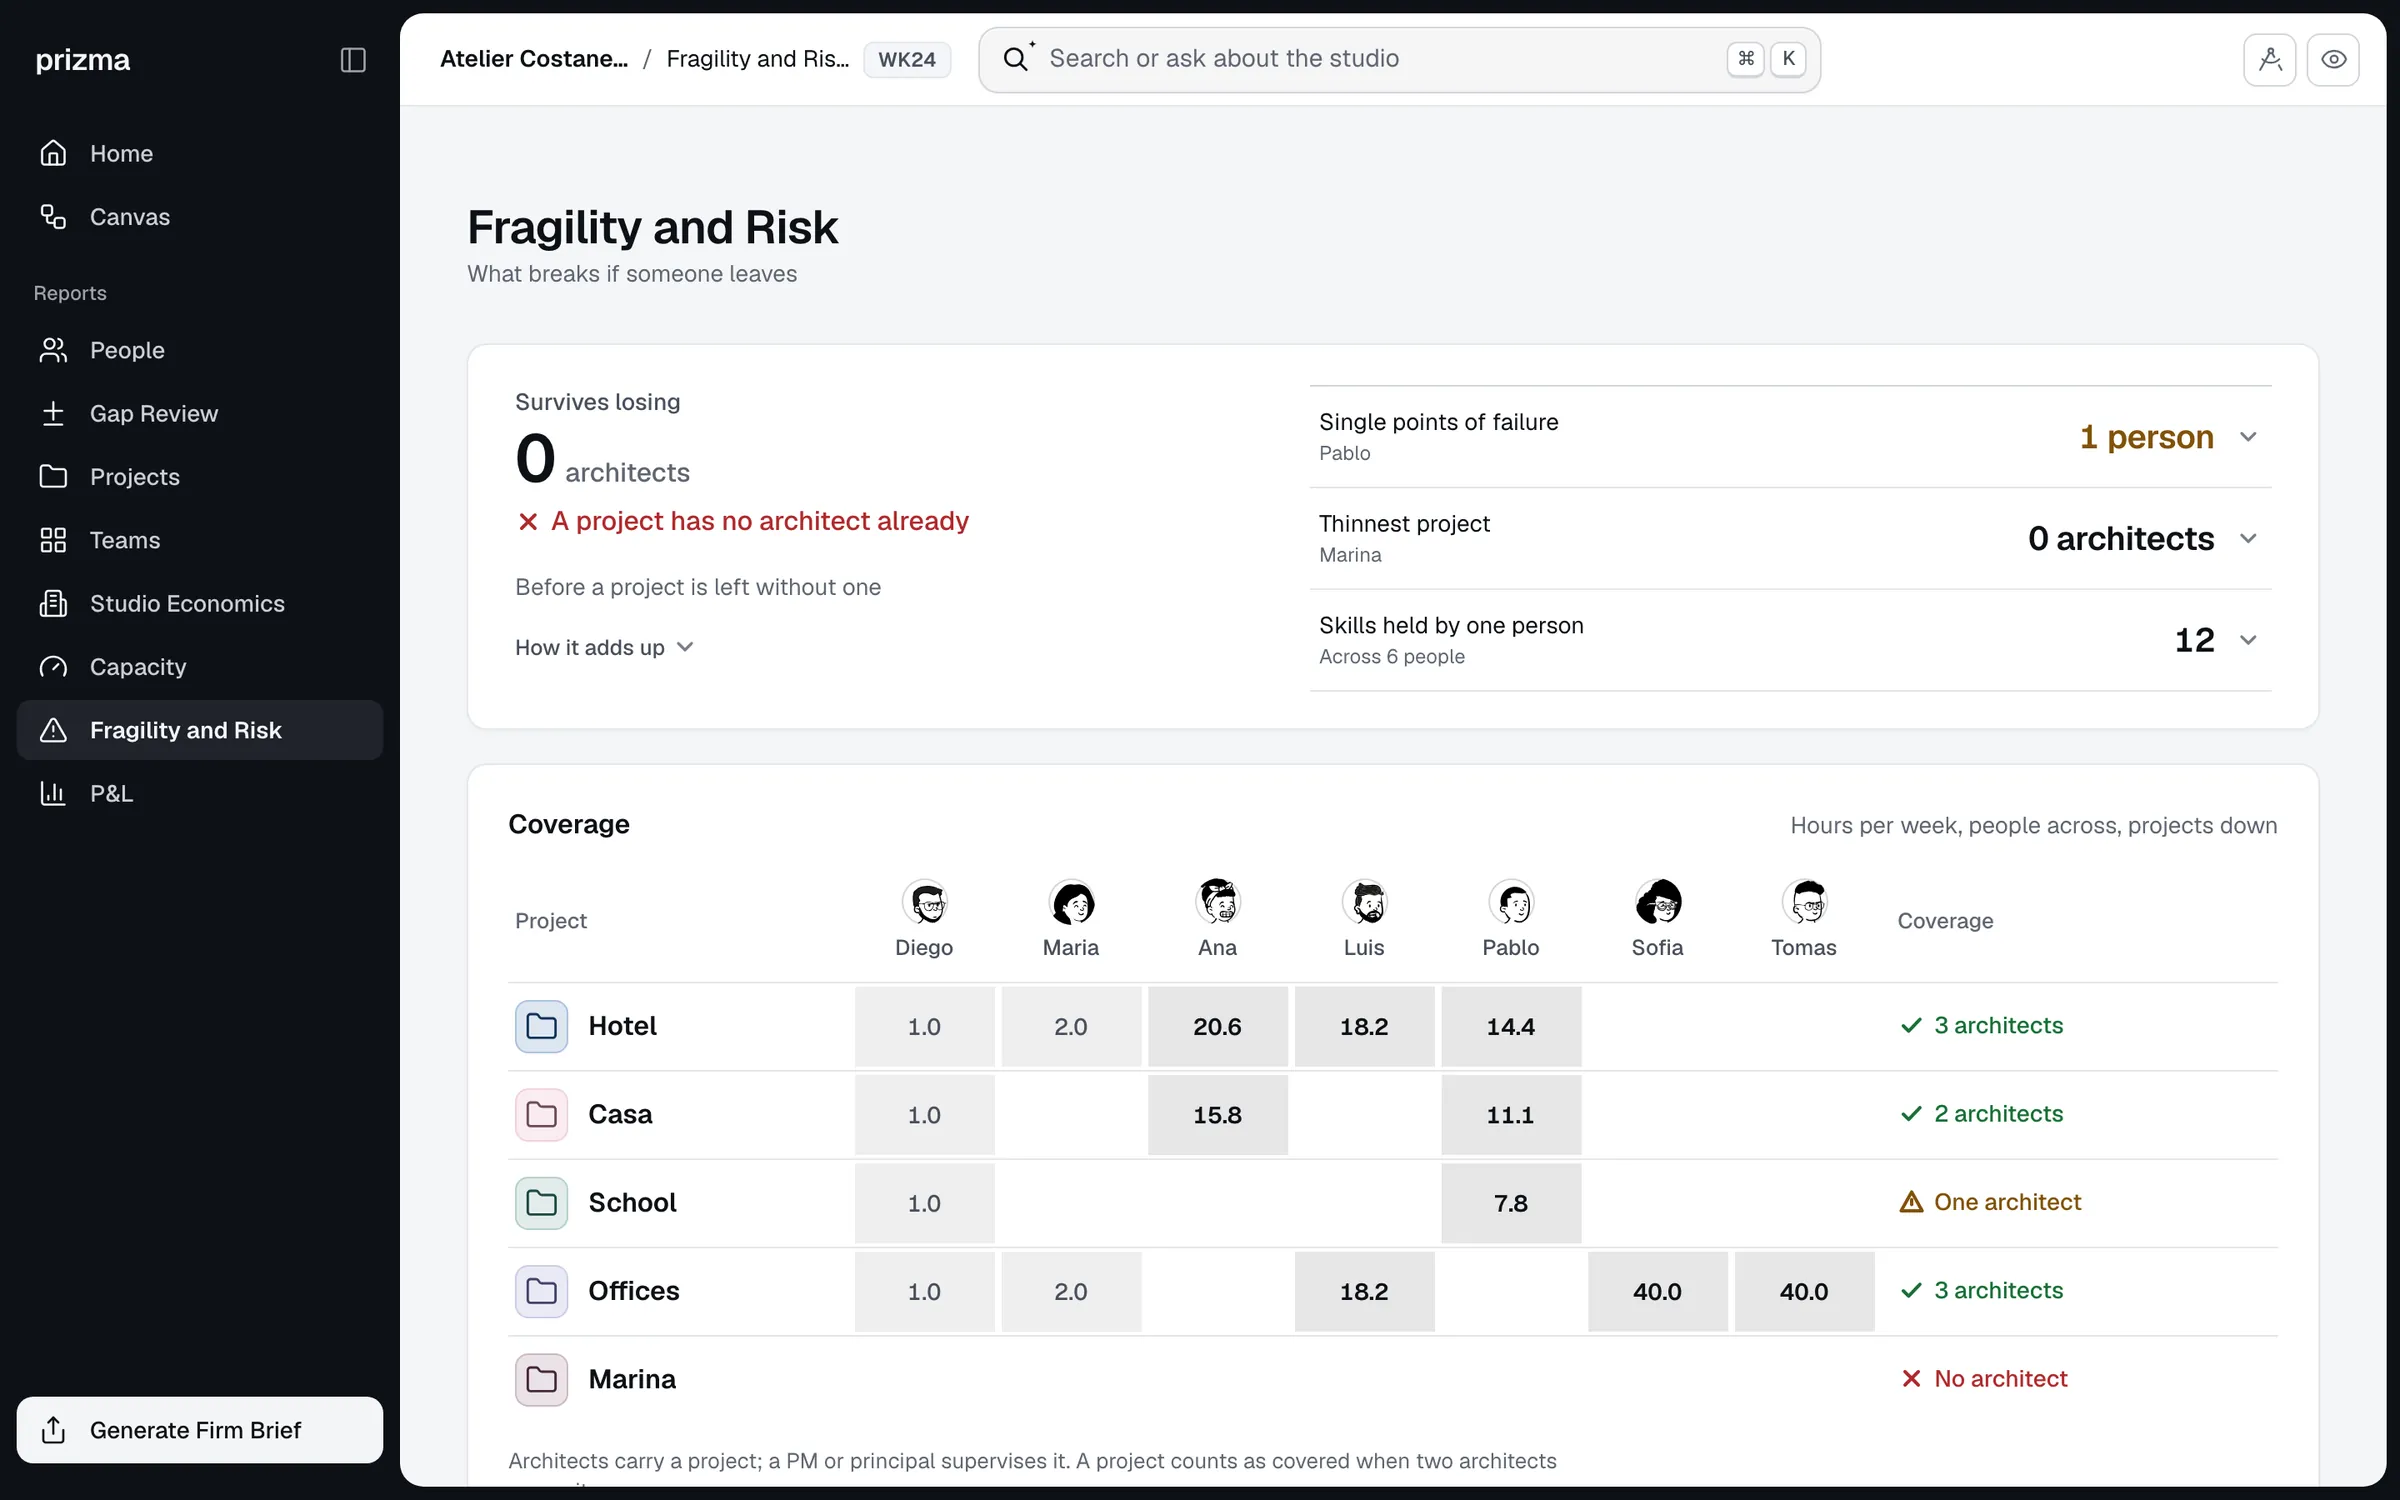 prizma
Home
Canvas
Reports
People
Gap Review
Projects
Teams
Studio Economics
Capacity
Fragility and Risk
P&L
Generate Firm Brief
Atelier Costane... / Fragility and Ris... WK24
Search or ask about the studio ⌘ K
Fragility and Risk
What breaks if someone leaves
Survives losing
0 architects
A project has no architect already
Before a project is left without one
How it adds up
Single points of failure
Pablo
1 person
Thinnest project
Marina
0 architects
Skills held by one person
Across 6 people
12
Coverage
Hours per week, people across, projects down
Project Diego Maria Ana Luis Pablo Sofia Tomas Coverage
Hotel 1.0 2.0 20.6 18.2 14.4 3 architects
Casa 1.0 15.8 11.1 2 architects
School 1.0 7.8 One architect
Offices 1.0 2.0 18.2 40.0 40.0 3 architects
Marina No architect
Architects carry a project; a PM or principal supervises it. A project counts as covered when two architects